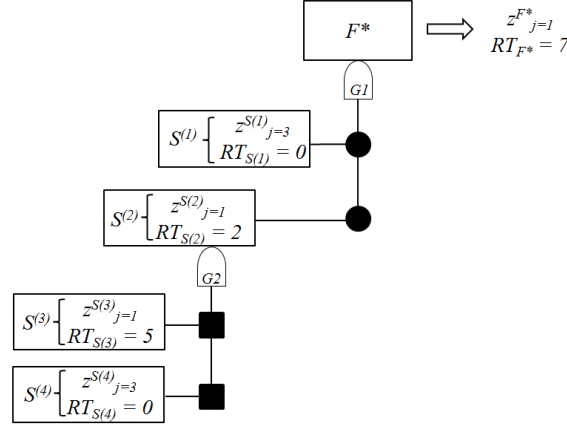 F*
z^{F*}_{j=1}
RT_{F*} = 7
G1
S^{(1)} { z^{S(1)}_{j=3}
RT_{S(1)} = 0
S^{(2)} { z^{S(2)}_{j=1}
RT_{S(2)} = 2
G2
S^{(3)} { z^{S(3)}_{j=1}
RT_{S(3)} = 5
S^{(4)} { z^{S(4)}_{j=3}
RT_{S(4)} = 0